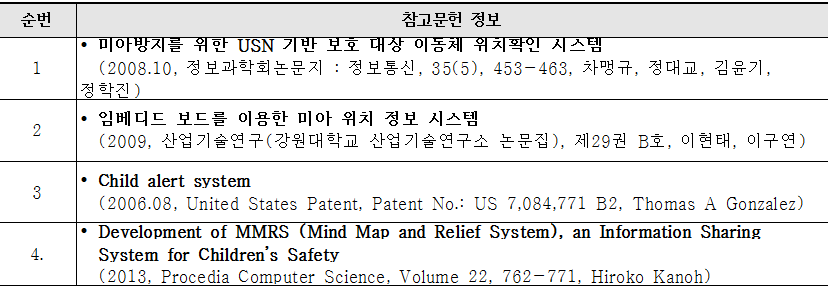 순번 참고문헌 정보
• 미아방지를 위한 USN 기반 보호 대상 이동체 위치확인 시스템
1 (2008.10, 정보과학회논문지 : 정보통신, 35(5), 453-463, 차맹규, 정대교, 김윤기,
정학진)
• 임베디드 보드를 이용한 미아 위치 정보 시스템
2 (2009, 산업기술연구(강원대학교 산업기술연구소 논문집), 제29권 B호, 이현태, 이구연)
• Child alert system
3 (2006.08, United States Patent, Patent No.: US 7,084,771 B2, Thomas A Gonzalez)
• Development of MMRS (Mind Map and Relief System), an Information Sharing
4. System for Children's Safety
(2013, Procedia Computer Science, Volume 22, 762-771, Hiroko Kanoh)